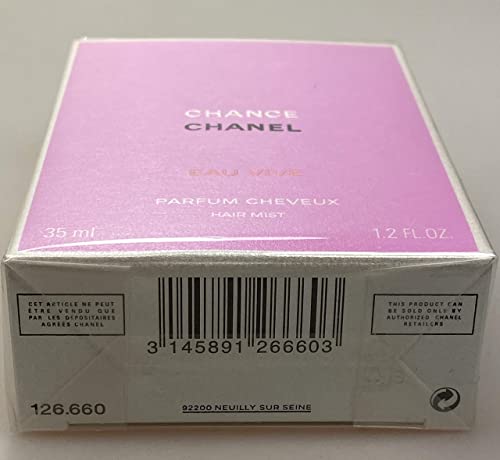 CHANCE
CHANEL
EAU VIVE
PARFUM CHEVEUX
HAIR MIST
35 ml
1.2 FL.OZ.
CET ARTICLE NE PEUT
ÊTRE VENDU QUE
PAR LES DEPOSITAIRES
AGRÉÉS CHANEL
3 145891 266603
THIS PRODUCT CAN
BE SOLD ONLY BY
AUTHORIZED CHANEL
RETAILERS
126.660
92200 NEUILLY SUR SEINE